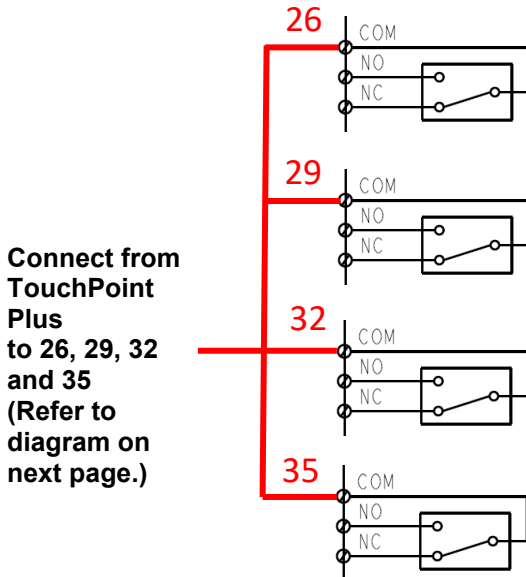 26
COM
NO
NC
29
COM
NO
NC
Connect from
TouchPoint
Plus
to 26, 29, 32
and 35
(Refer to
diagram on
next page.)
32
COM
NO
NC
35
COM
NO
NC